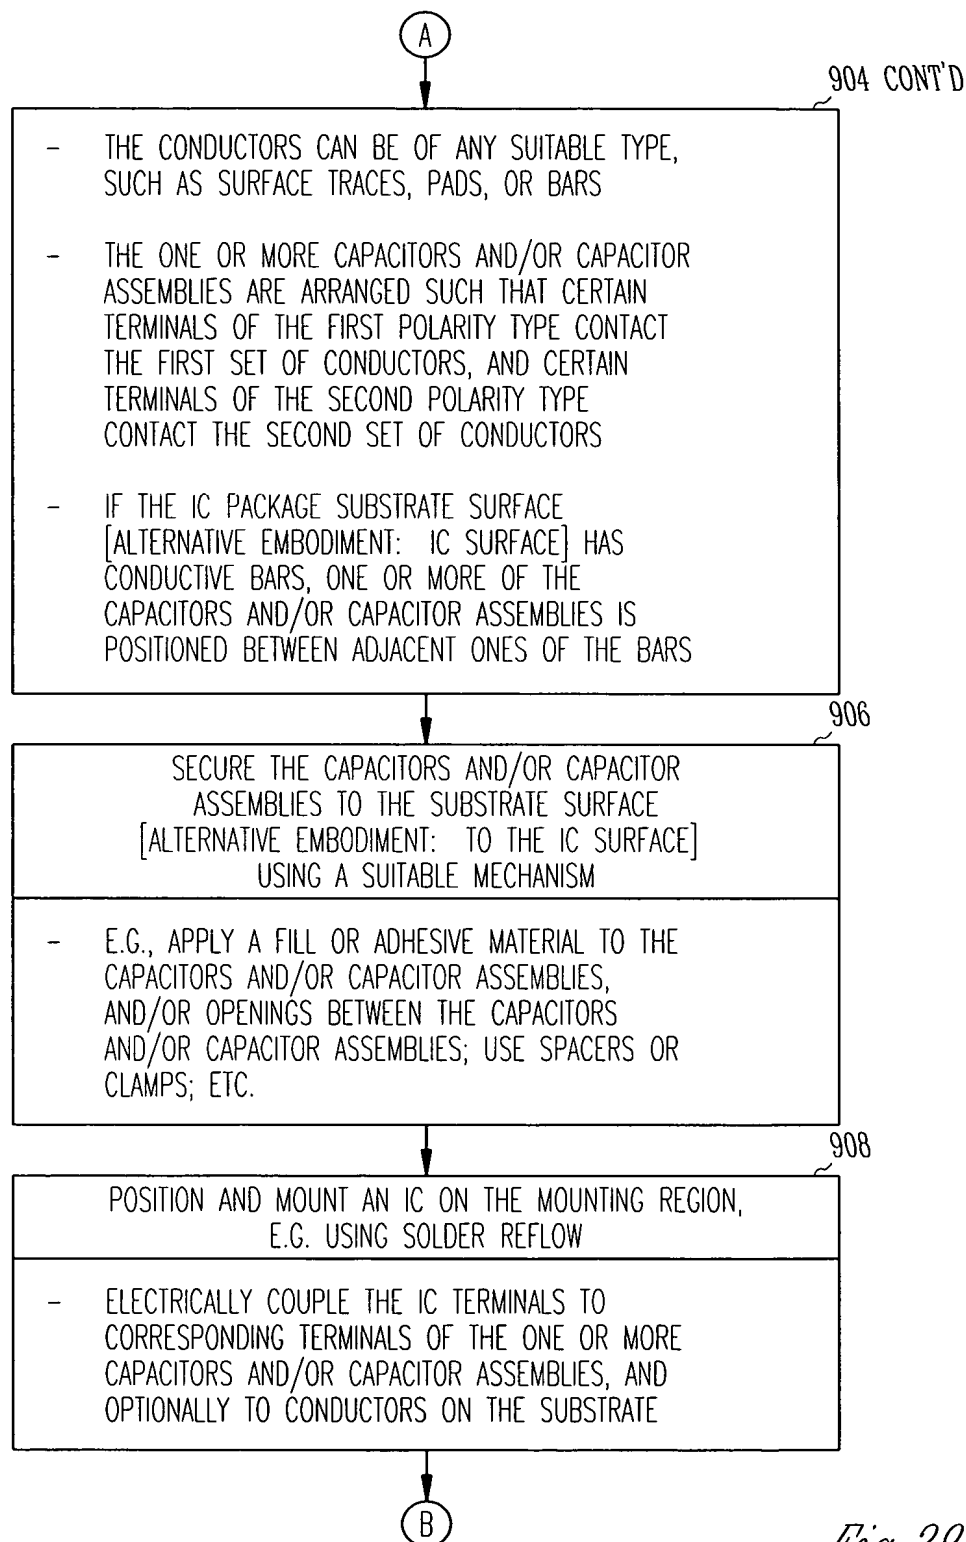 A
904 CONT'D
- THE CONDUCTORS CAN BE OF ANY SUITABLE TYPE,
SUCH AS SURFACE TRACES, PADS, OR BARS
- THE ONE OR MORE CAPACITORS AND/OR CAPACITOR
ASSEMBLIES ARE ARRANGED SUCH THAT CERTAIN
TERMINALS OF THE FIRST POLARITY TYPE CONTACT
THE FIRST SET OF CONDUCTORS, AND CERTAIN
TERMINALS OF THE SECOND POLARITY TYPE
CONTACT THE SECOND SET OF CONDUCTORS
- IF THE IC PACKAGE SUBSTRATE SURFACE
[ALTERNATIVE EMBODIMENT: IC SURFACE] HAS
CONDUCTIVE BARS, ONE OR MORE OF THE
CAPACITORS AND/OR CAPACITOR ASSEMBLIES IS
POSITIONED BETWEEN ADJACENT ONES OF THE BARS
906
SECURE THE CAPACITORS AND/OR CAPACITOR
ASSEMBLIES TO THE SUBSTRATE SURFACE
[ALTERNATIVE EMBODIMENT: TO THE IC SURFACE]
USING A SUITABLE MECHANISM
- E.G., APPLY A FILL OR ADHESIVE MATERIAL TO THE
CAPACITORS AND/OR CAPACITOR ASSEMBLIES,
AND/OR OPENINGS BETWEEN THE CAPACITORS
AND/OR CAPACITOR ASSEMBLIES; USE SPACERS OR
CLAMPS; ETC.
908
POSITION AND MOUNT AN IC ON THE MOUNTING REGION,
E.G. USING SOLDER REFLOW
- ELECTRICALLY COUPLE THE IC TERMINALS TO
CORRESPONDING TERMINALS OF THE ONE OR MORE
CAPACITORS AND/OR CAPACITOR ASSEMBLIES, AND
OPTIONALLY TO CONDUCTORS ON THE SUBSTRATE
B